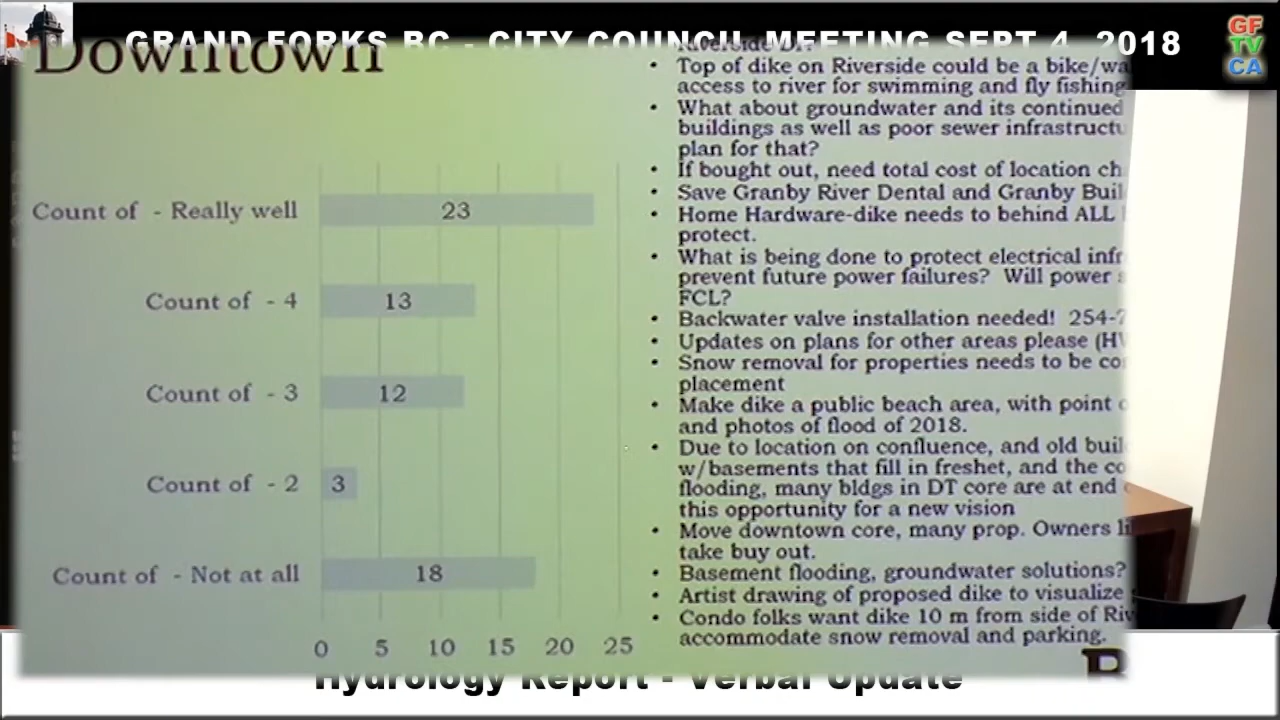 GRAND FORKS BC - CITY COUNCIL MEETING SEPT 4, 2018
GF
TV
CA
Downtown
Count of - Really well
23
Count of - 4
13
Count of - 3
12
Count of - 2
3
Count of - Not at all
18
0 5 10 15 20 25
Riverside Dr.
• Top of dike on Riverside could be a bike/wa
access to river for swimming and fly fishing
• What about groundwater and its continued
buildings as well as poor sewer infrastructu
plan for that?
• If bought out, need total cost of location ch
• Save Granby River Dental and Granby Buil
• Home Hardware-dike needs to behind ALL
protect.
• What is being done to protect electrical infr
prevent future power failures? Will power s
FCL?
• Backwater valve installation needed! 254-7
• Updates on plans for other areas please (HW
• Snow removal for properties needs to be con
placement
• Make dike a public beach area, with point o
and photos of flood of 2018.
• Due to location on confluence, and old buil
w/basements that fill in freshet, and the co
flooding, many bldgs in DT core are at end
this opportunity for a new vision
• Move downtown core, many prop. Owners li
take buy out.
• Basement flooding, groundwater solutions?
• Artist drawing of proposed dike to visualize
• Condo folks want dike 10 m from side of Riv
accommodate snow removal and parking.
Hydrology Report - Verbal Update